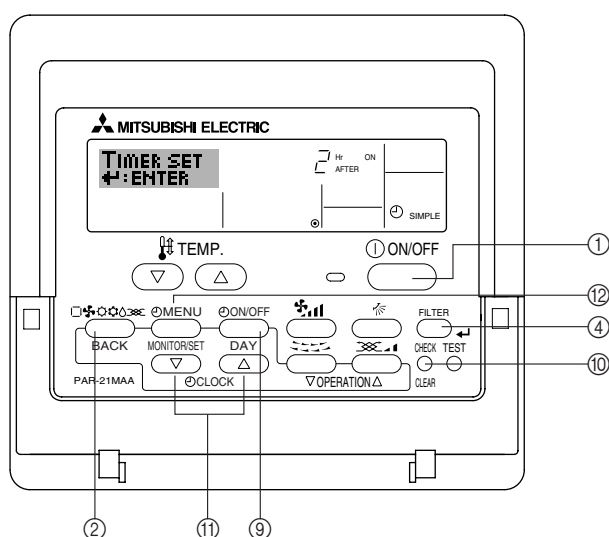 MITSUBISHI ELECTRIC
TIMER SET
↵:ENTER
2 Hr ON
AFTER
SIMPLE
TEMP.
ON/OFF
①
⑫
MENU
ON/OFF
FILTER
④
BACK
MONITOR/SET
DAY
CHECK TEST
PAR-21MAA
CLOCK
▽OPERATION△
CLEAR
⑩
②
⑪
⑨